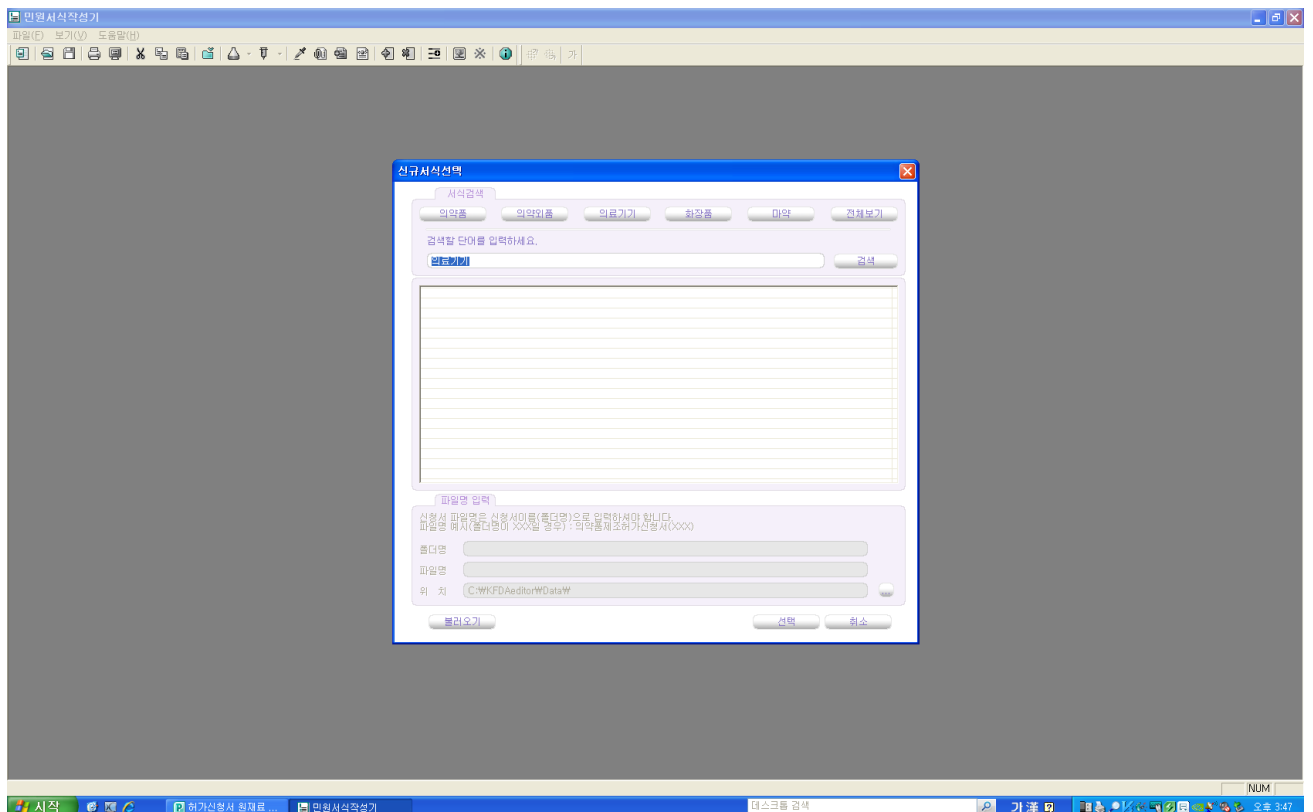 민원서식작성기
파일(F) 보기(V) 도움말(H)
가
신규서식선택
서식검색
의약품 의약외품 의료기기 화장품 마약 전체보기
검색할 단어를 입력하세요.
의료기기 검색
파일명 입력
신청서 파일명은 신청서이름(폴더명)으로 입력하셔야 합니다.
파일명 예시(폴더명이 XXX일 경우) : 의약품제조허가신청서(XXX)
폴더명
파일명
위 치 C:\KFDAeditor\Data\
불러오기 선택 취소
NUM
시작 허가신청서 원재료 ... 민원서식작성기 데스크톱 검색 가 漢 오후 3:47